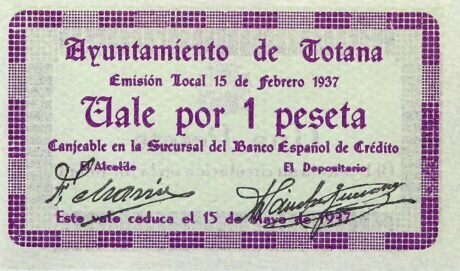 Ayuntamiento de Totana
Emisión Local 15 de Febrero 1937
Vale por 1 peseta
Canjeable en la Sucursal del Banco Español de Crédito
El Alcalde El Depositario
Este vale caduca el 15 de Mayo de 1937